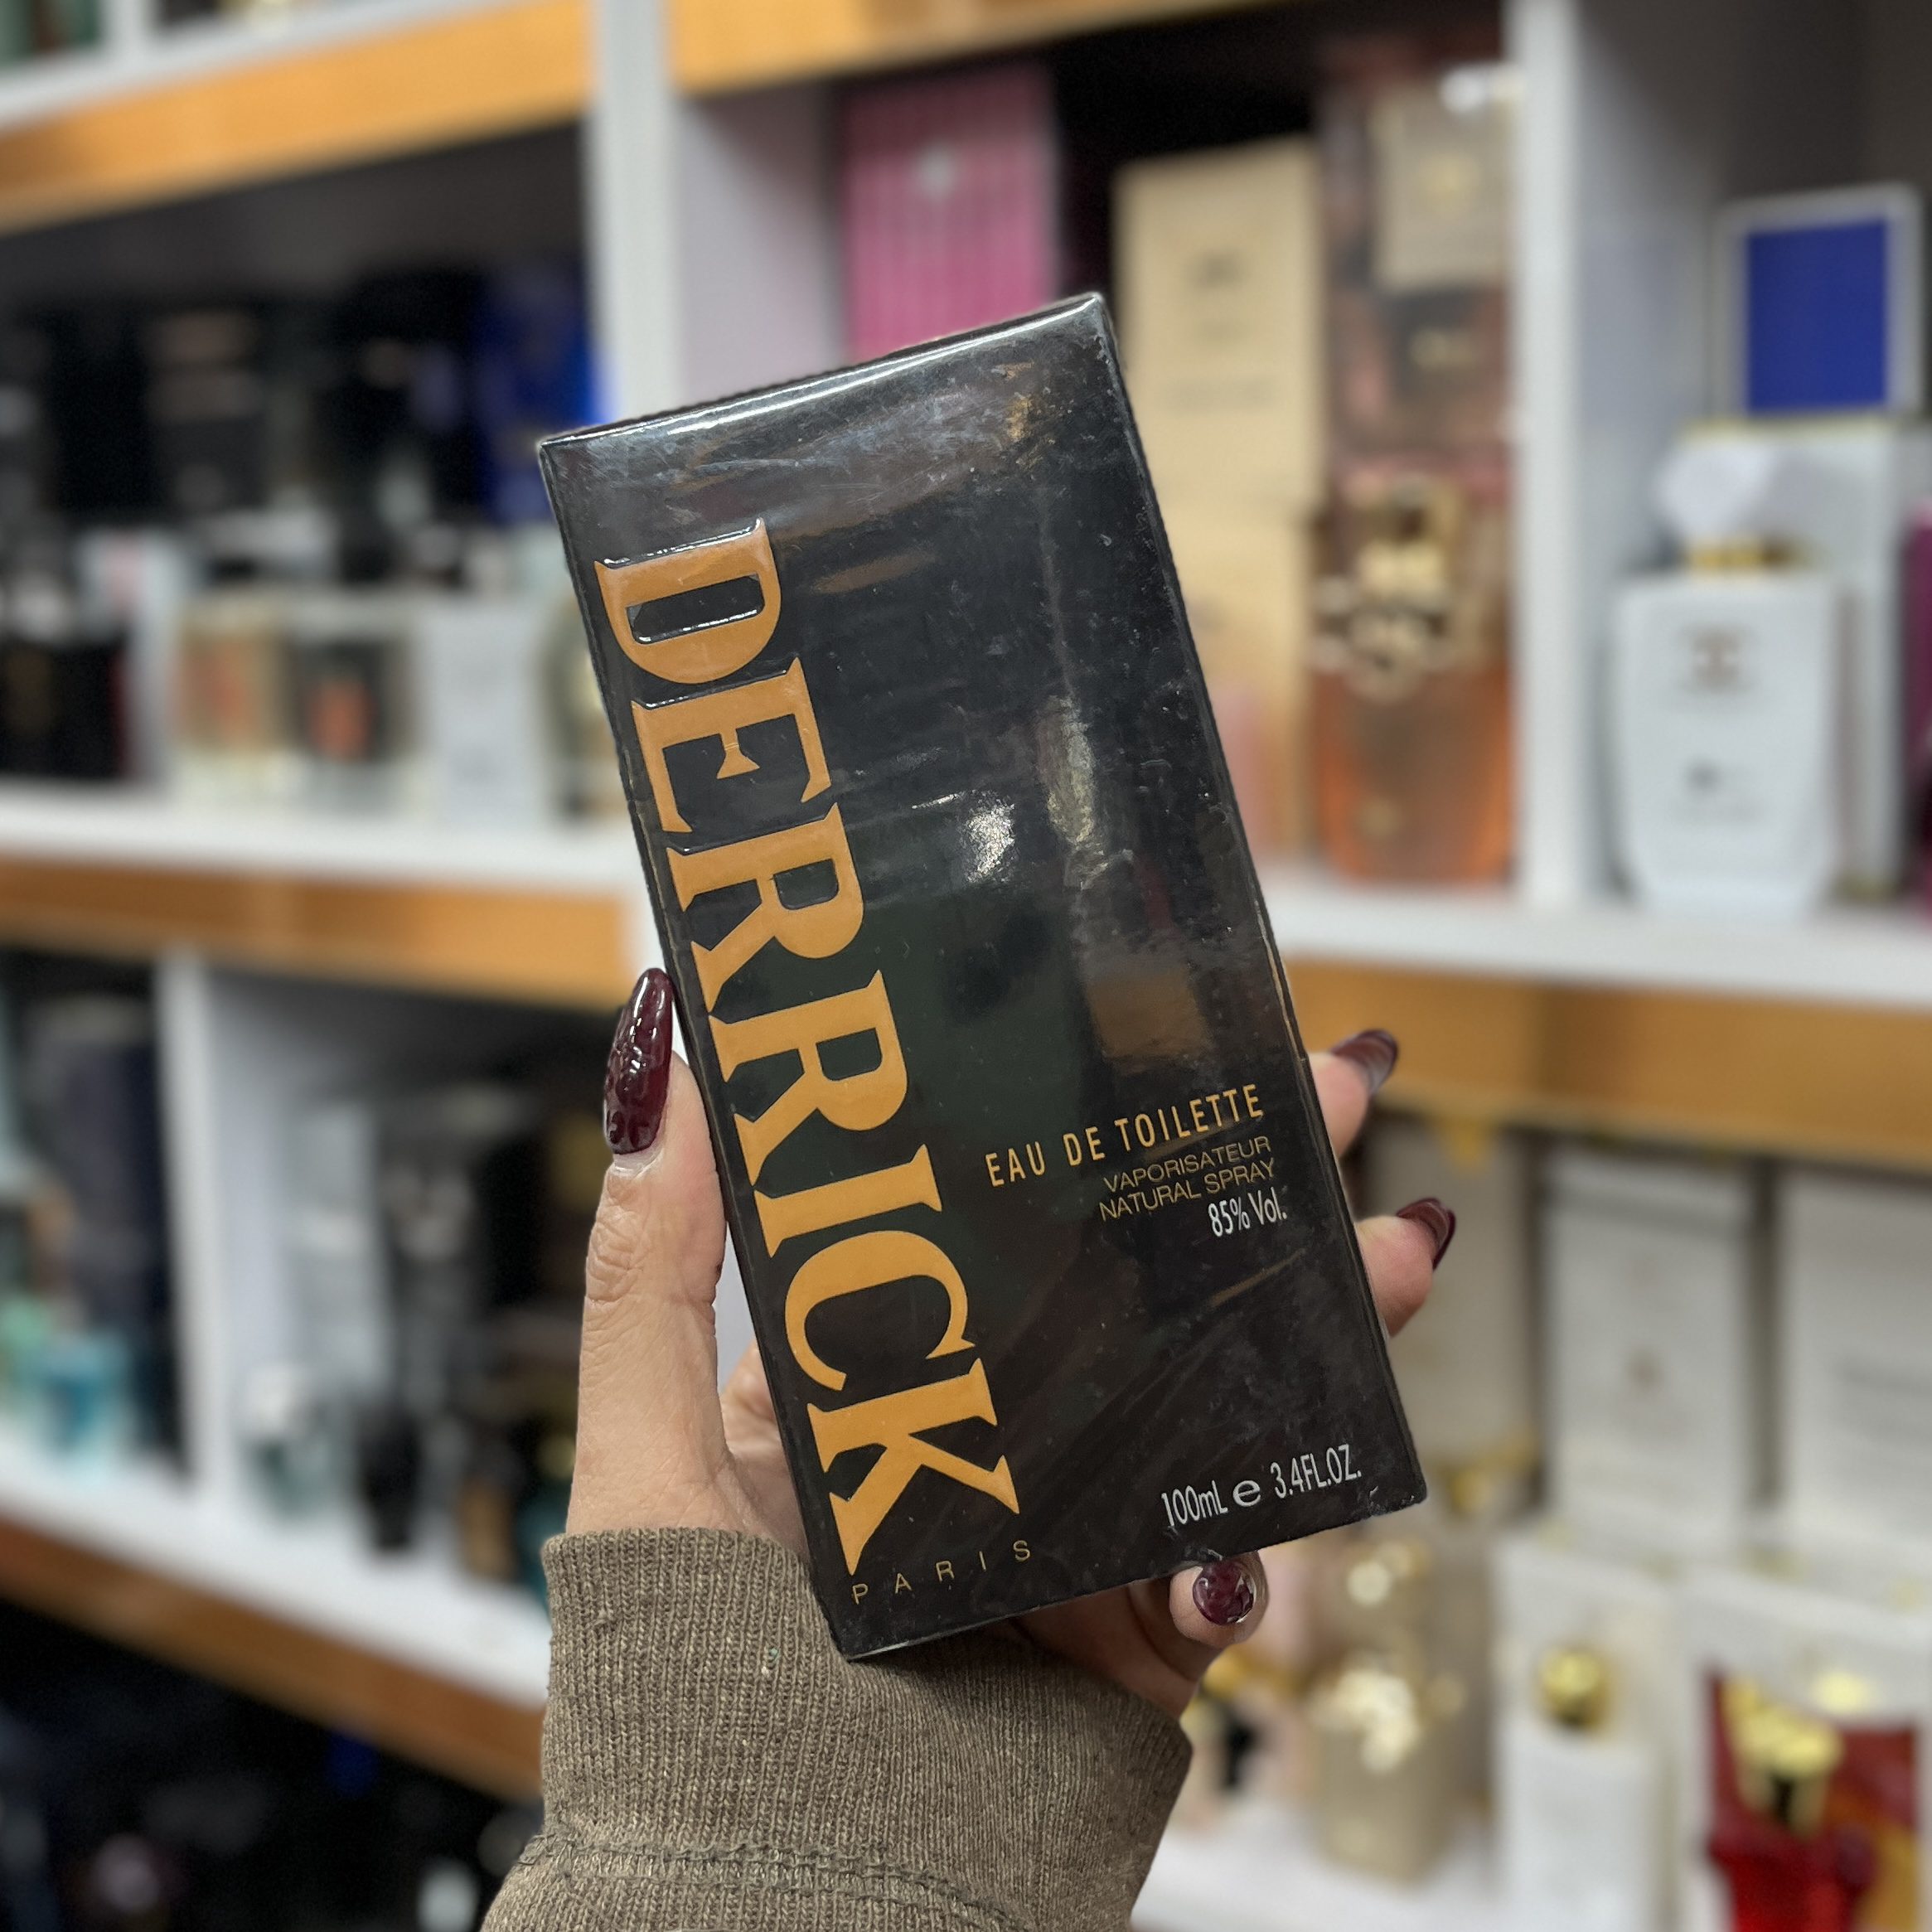 DERRICK
PARIS
EAU DE TOILETTE
VAPORISATEUR
NATURAL SPRAY
85% Vol.
100mL e 3.4FL.OZ.